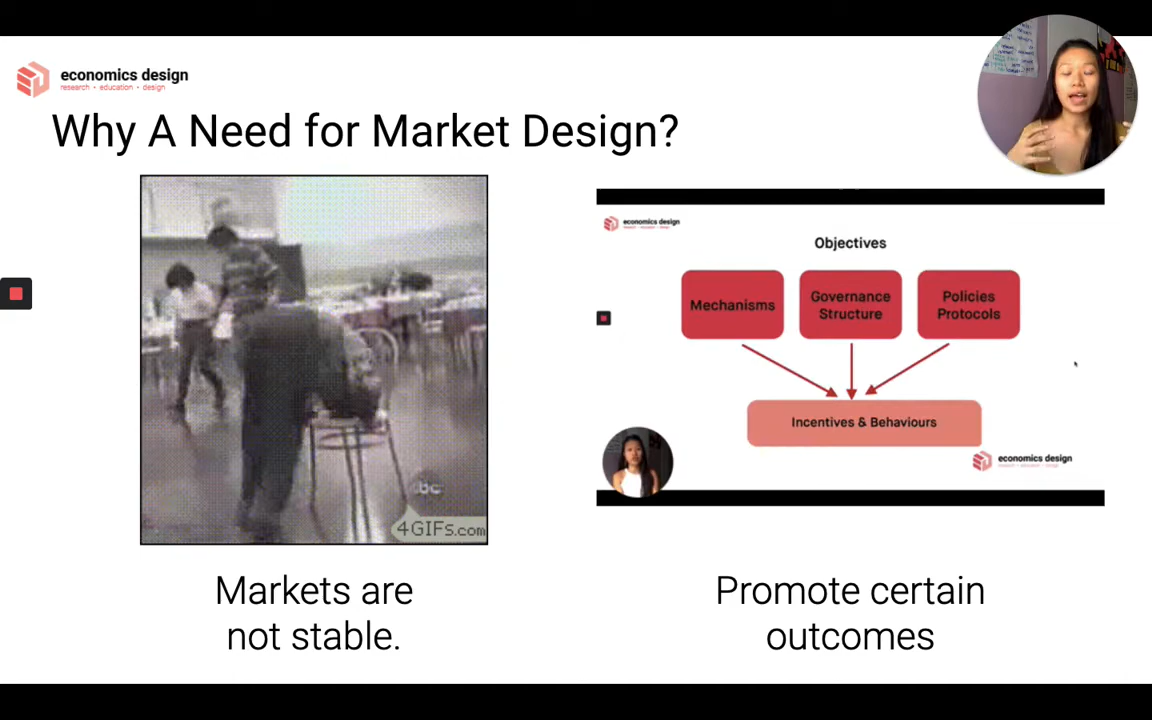 economics design
research • education • design
Why A Need for Market Design?
abc
4GIFs.com
Markets are
not stable.
economics design
Objectives
Mechanisms
Governance
Structure
Policies
Protocols
Incentives & Behaviours
economics design
Promote certain
outcomes